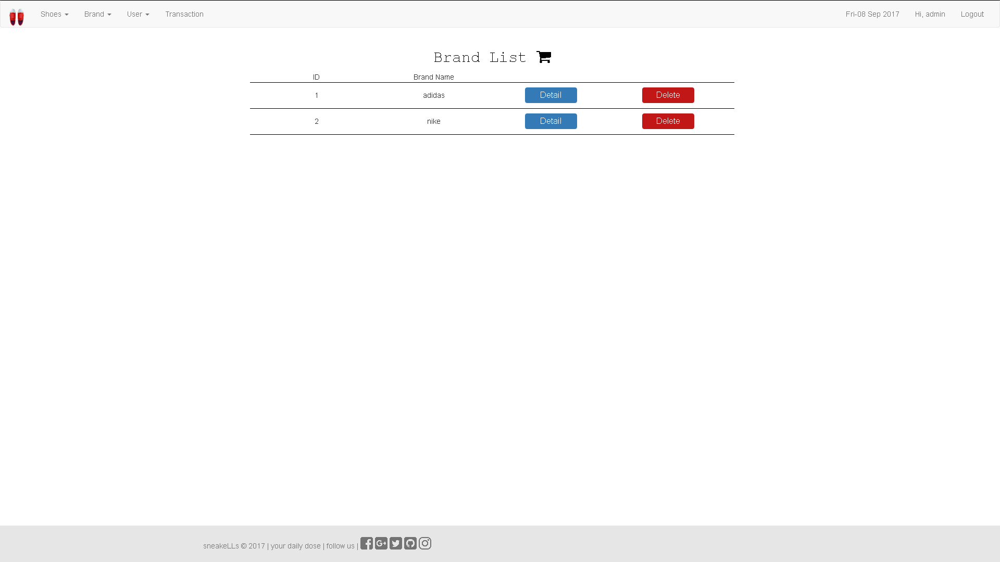 Shoes Brand User Transaction Fri-08 Sep 2017 Hi, admin Logout
Brand List
ID Brand Name
1 adidas Detail Delete
2 nike Detail Delete
sneakeLLs © 2017 | your daily dose | follow us |